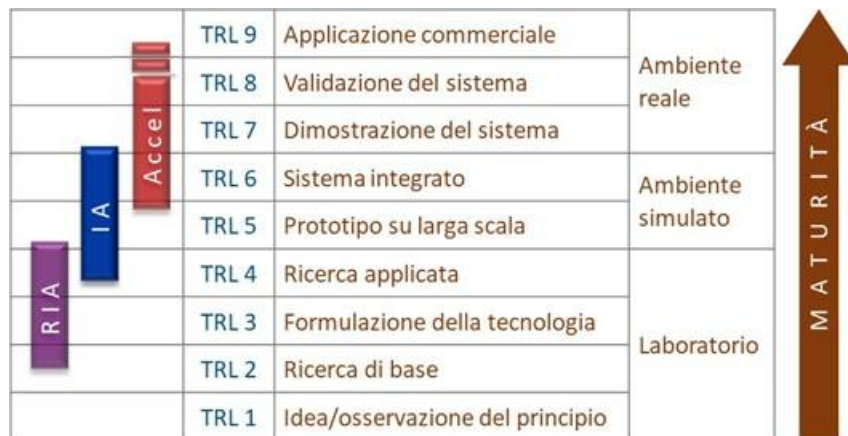 TRL 9 Applicazione commerciale
TRL 8 Validazione del sistema
TRL 7 Dimostrazione del sistema
Ambiente
reale
TRL 6 Sistema integrato
TRL 5 Prototipo su larga scala
Ambiente
simulato
TRL 4 Ricerca applicata
TRL 3 Formulazione della tecnologia
TRL 2 Ricerca di base
TRL 1 Idea/osservazione del principio
Laboratorio
Accel
IA
RIA
MATURITÀ